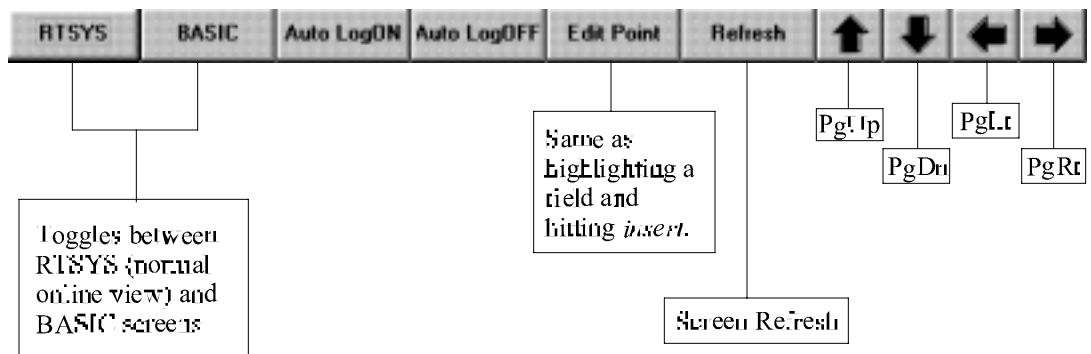 RTSYS BASIC Auto LogON Auto LogOFF Edit Point Refresh
PgUp
PgLt
PgDn
PgRt
Same as
highlighting a
field and
hitting insert.
Toggles between
RTSYS (normal
online view) and
BASIC screens
Screen Refresh